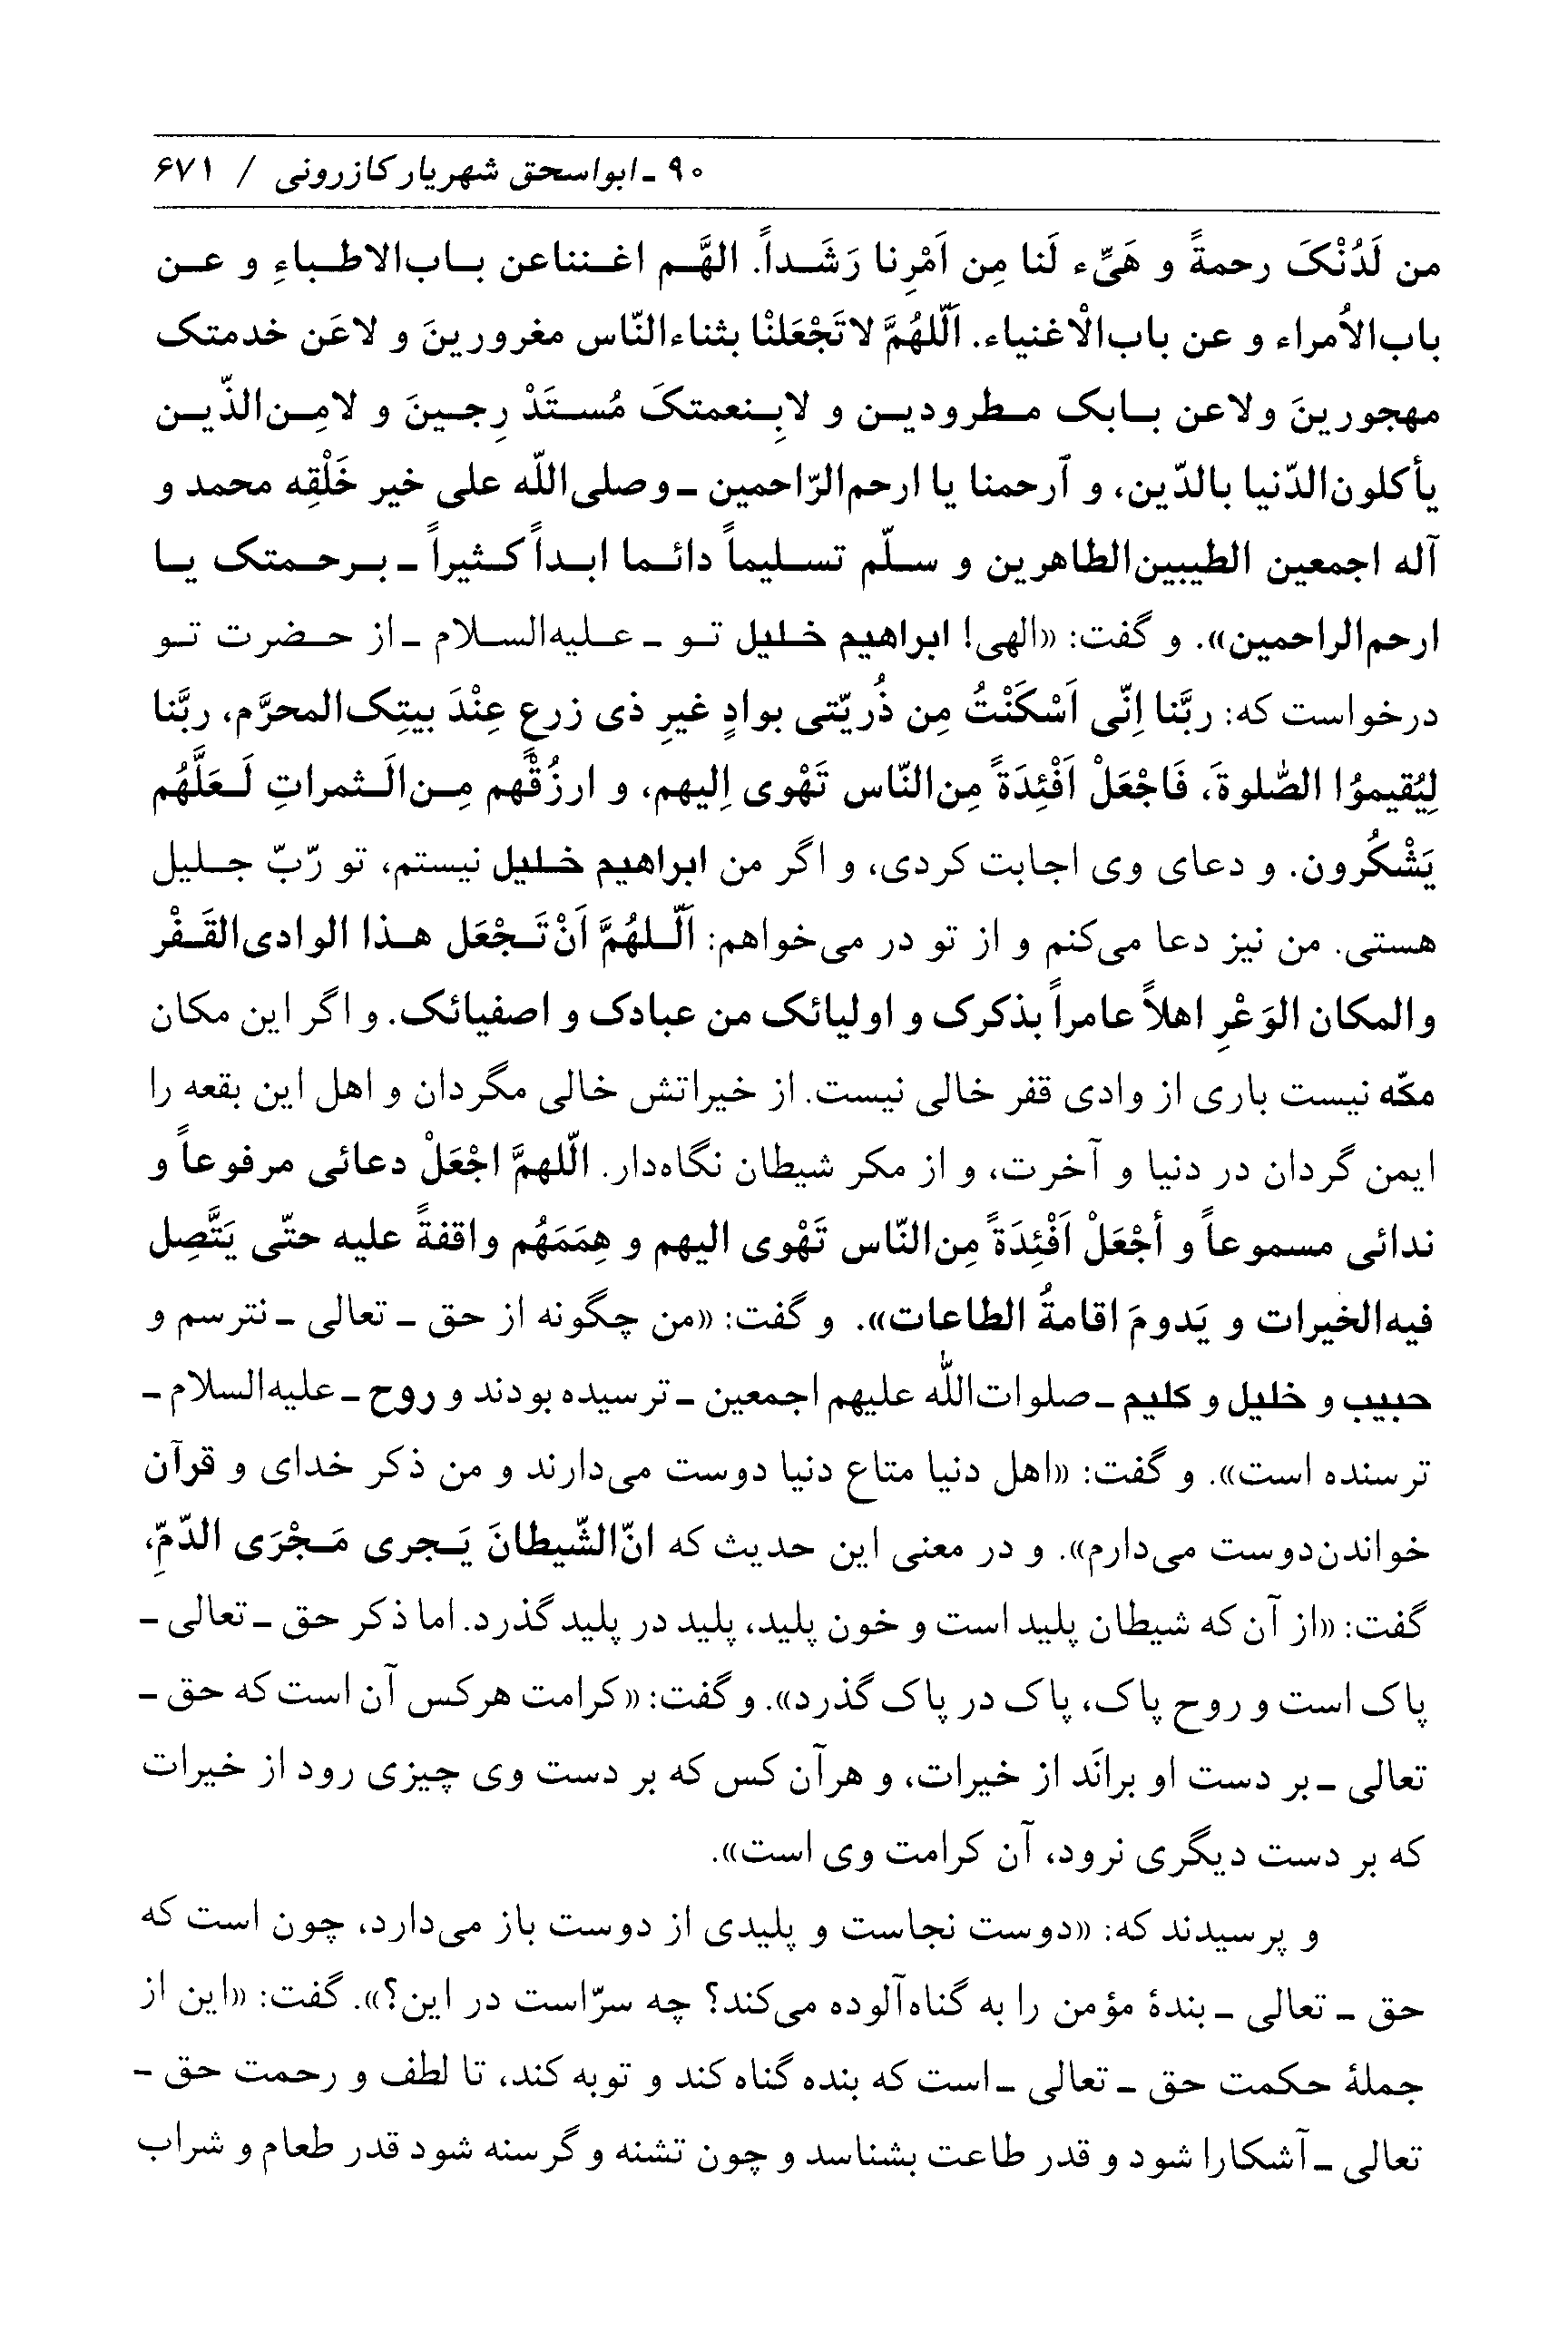 ۹۰ ـ ابواسحق شهریار کازرونی / ۶۷۱
من لَدُنْکَ رحمةً و هَیِّء لَنا مِن اَمْرِنا رَشَداً. الهَّم اغنناعن باب‌الاطباءِ و عن
باب‌الاُمراء و عن باب‌الْاغنیاء. اَلّلهُمَّ لاتَجْعَلنْا بثناءالنّاس مغرورینَ و لاعَن خدمتک
مهجورینَ ولاعن بابک مطرودین و لابِنعمتکَ مُستَدْ رِجینَ و لامِن‌الذّین
یأکلون‌الدّنیا بالدّین، و اَرحمنا یا ارحم‌الرّاحمین ـ وصلی‌اللّه علی خیر خَلْقِه محمد و
آله اجمعین الطیبین‌الطاهرین و سلّم تسلیماً دائما ابداً کثیراً ـ برحمتک یا
ارحم‌الراحمین». و گفت: «الهی! ابراهیم خلیل تو ـ علیه‌السلام ـ از حضرت تو
درخواست که: ربَّنا اِنّی اَسْکَنْتُ مِن ذُریّتی بوادٍ غیرِ ذی زرعٍ عِنْدَ بیتِک‌المحرَّم، ربَّنا
لِیُقیموُا الصّٰلوةَ، فَاجْعَلْ اَفْئِدَةً مِن‌النّاس تَهْوی اِلیهم، و ارزُقْهم مِن‌الَثمراتِ لَعَلَّهُم
یَشْکُرون. و دعای وی اجابت کردی، و اگر من ابراهیم خلیل نیستم، تو رّبّ جلیل
هستی. من نیز دعا می‌کنم و از تو در می‌خواهم: اَلّلهُمَّ اَنْ‌تَجْعَل هذا الوادی‌القَفْر
والمکان الوَعْرِ اهلاً عامراً بذکرک و اولیائک من عبادک و اصفیائک. و اگر این مکان
مکّه نیست باری از وادی قفر خالی نیست. از خیراتش خالی مگردان و اهل این بقعه را
ایمن گردان در دنیا و آخرت، و از مکر شیطان نگاه‌دار. الّلهمَّ اجْعَلْ دعائی مرفوعاً و
ندائی مسموعاً و أجْعَلْ اَفْئِدَةً مِن‌النّاس تَهْوی الیهم و هِمَمَهُم واقفةً علیه حتّی یَتَّصِل
فیه‌الخیرات و یَدومَ اقامةُ الطاعات». و گفت: «من چگونه از حق ـ تعالی ـ نترسم و
حبیب و خلیل و کلیم ـ صلوات‌اللّٰه علیهم اجمعین ـ ترسیده بودند و روح ـ علیه‌السلام ـ
ترسنده است». و گفت: «اهل دنیا متاع دنیا دوست می‌دارند و من ذکر خدای و قرآن
خواندن‌دوست می‌دارم». و در معنی این حدیث که انّ‌الشّیطانَ یَجری مَجْرَی الدّمِّ،
گفت: «از آن که شیطان پلید است و خون پلید، پلید در پلید گذرد. اما ذکر حق ـ تعالی ـ
پاک است و روح پاک، پاک در پاک گذرد». و گفت: «کرامت هرکس آن است که حق ـ
تعالی ـ بر دست او برانَد از خیرات، و هرآن کس که بر دست وی چیزی رود از خیرات
که بر دست دیگری نرود، آن کرامت وی است».
و پرسیدند که: «دوست نجاست و پلیدی از دوست باز می‌دارد، چون است که
حق ـ تعالی ـ بندهٔ مؤمن را به گناه‌آلوده می‌کند؟ چه سرّاست در این؟». گفت: «این از
جملهٔ حکمت حق ـ تعالی ـ است که بنده گناه کند و توبه کند، تا لطف و رحمت حق ـ
تعالی ـ آشکارا شود و قدر طاعت بشناسد و چون تشنه و گرسنه شود قدر طعام و شراب